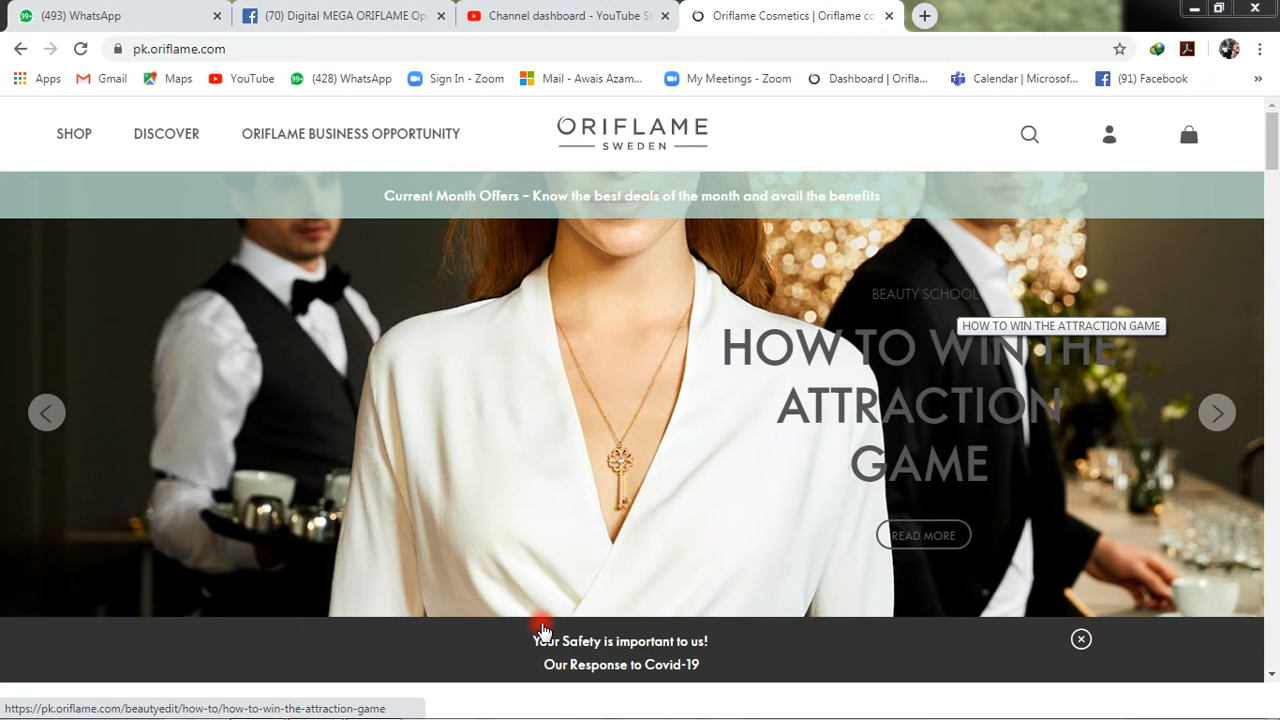 (493) WhatsApp
(70) Digital MEGA ORIFLAME Op
Channel dashboard - YouTube St
Oriflame Cosmetics | Oriflame co
pk.oriflame.com
Apps
Gmail
Maps
YouTube
99+
(428) WhatsApp
Sign In - Zoom
Mail - Awais Azam...
My Meetings - Zoom
Dashboard | Orifla...
Calendar | Microsof...
(91) Facebook
SHOP
DISCOVER
ORIFLAME BUSINESS OPPORTUNITY
ORIFLAME
SWEDEN
Current Month Offers – Know the best deals of the month and avail the benefits
BEAUTY SCHOOL
HOW TO WIN THE ATTRACTION GAME
HOW TO WIN THE
ATTRACTION
GAME
READ MORE
Your Safety is important to us!
Our Response to Covid-19
https://pk.oriflame.com/beautyedit/how-to/how-to-win-the-attraction-game